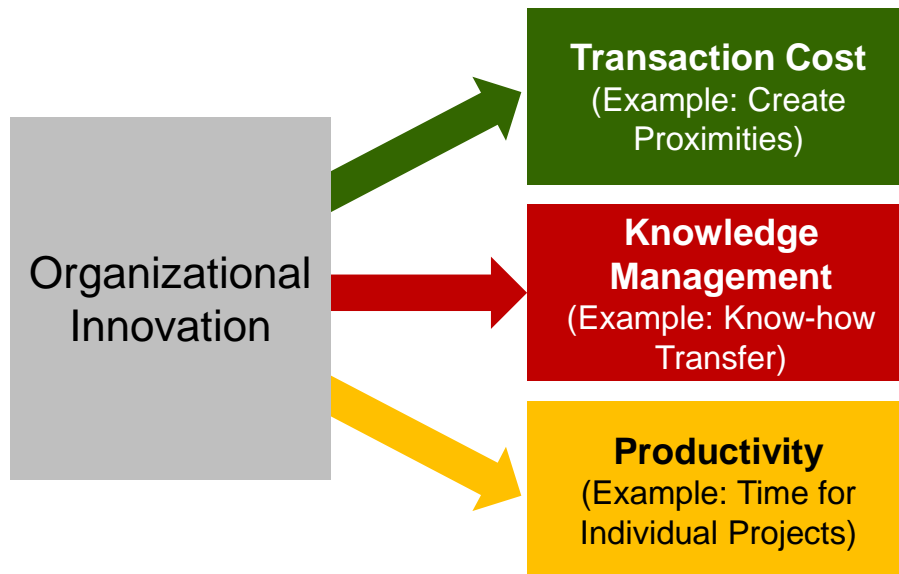 Organizational
Innovation
Transaction Cost
(Example: Create
Proximities)
Knowledge
Management
(Example: Know-how
Transfer)
Productivity
(Example: Time for
Individual Projects)